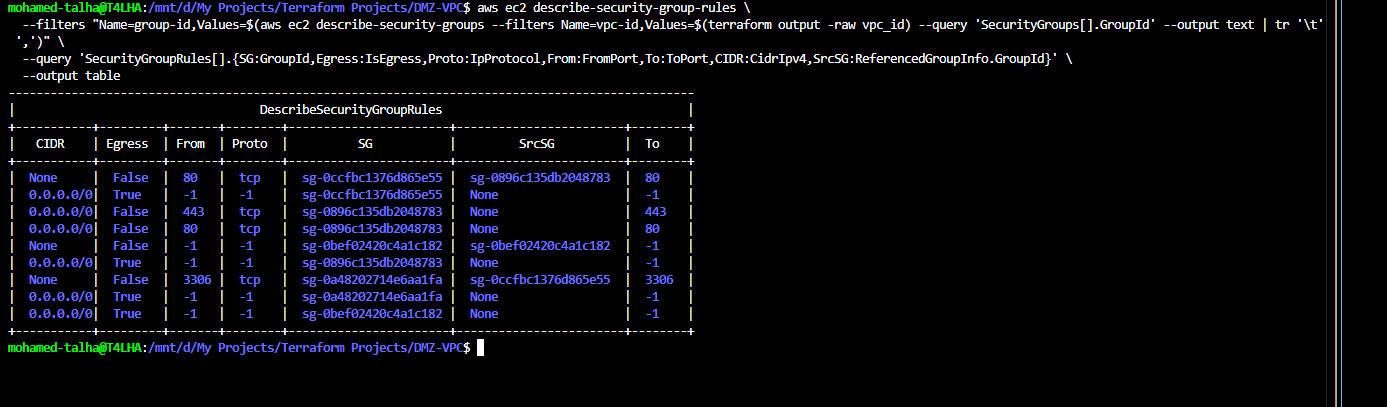 mohamed-talha@T4LHA:/mnt/d/My Projects/Terraform Projects/DMZ-VPC$ aws ec2 describe-security-group-rules \
  --filters "Name=group-id,Values=$(aws ec2 describe-security-groups --filters Name=vpc-id,Values=$(terraform output -raw vpc_id) --query 'SecurityGroups[].GroupId' --output text | tr '\t'
 ',')" \
  --query 'SecurityGroupRules[].{SG:GroupId,Egress:IsEgress,Proto:IpProtocol,From:FromPort,To:ToPort,CIDR:CidrIpv4,SrcSG:ReferencedGroupInfo.GroupId}' \
  --output table
-------------------------------------------------------------------------------------------------
|                                  DescribeSecurityGroupRules                                   |
+-----------+---------+-------+--------+-----------------------+------------------------+--------+
|   CIDR    | Egress  | From  | Proto  |          SG           |         SrcSG          |  To    |
+-----------+---------+-------+--------+-----------------------+------------------------+--------+
|  None     |  False  |  80   |  tcp   |  sg-0ccfbc1376d865e55 |  sg-0896c135db2048783  |  80    |
|  0.0.0.0/0|  True   |  -1   |  -1    |  sg-0ccfbc1376d865e55 |  None                  |  -1    |
|  0.0.0.0/0|  False  |  443  |  tcp   |  sg-0896c135db2048783 |  None                  |  443   |
|  0.0.0.0/0|  False  |  80   |  tcp   |  sg-0896c135db2048783 |  None                  |  80    |
|  None     |  False  |  -1   |  -1    |  sg-0bef02420c4a1c182 |  sg-0bef02420c4a1c182  |  -1    |
|  0.0.0.0/0|  True   |  -1   |  -1    |  sg-0896c135db2048783 |  None                  |  -1    |
|  None     |  False  |  3306 |  tcp   |  sg-0a48202714e6aa1fa |  sg-0ccfbc1376d865e55  |  3306  |
|  0.0.0.0/0|  True   |  -1   |  -1    |  sg-0a48202714e6aa1fa |  None                  |  -1    |
|  0.0.0.0/0|  True   |  -1   |  -1    |  sg-0bef02420c4a1c182 |  None                  |  -1    |
+-----------+---------+-------+--------+-----------------------+------------------------+--------+
mohamed-talha@T4LHA:/mnt/d/My Projects/Terraform Projects/DMZ-VPC$